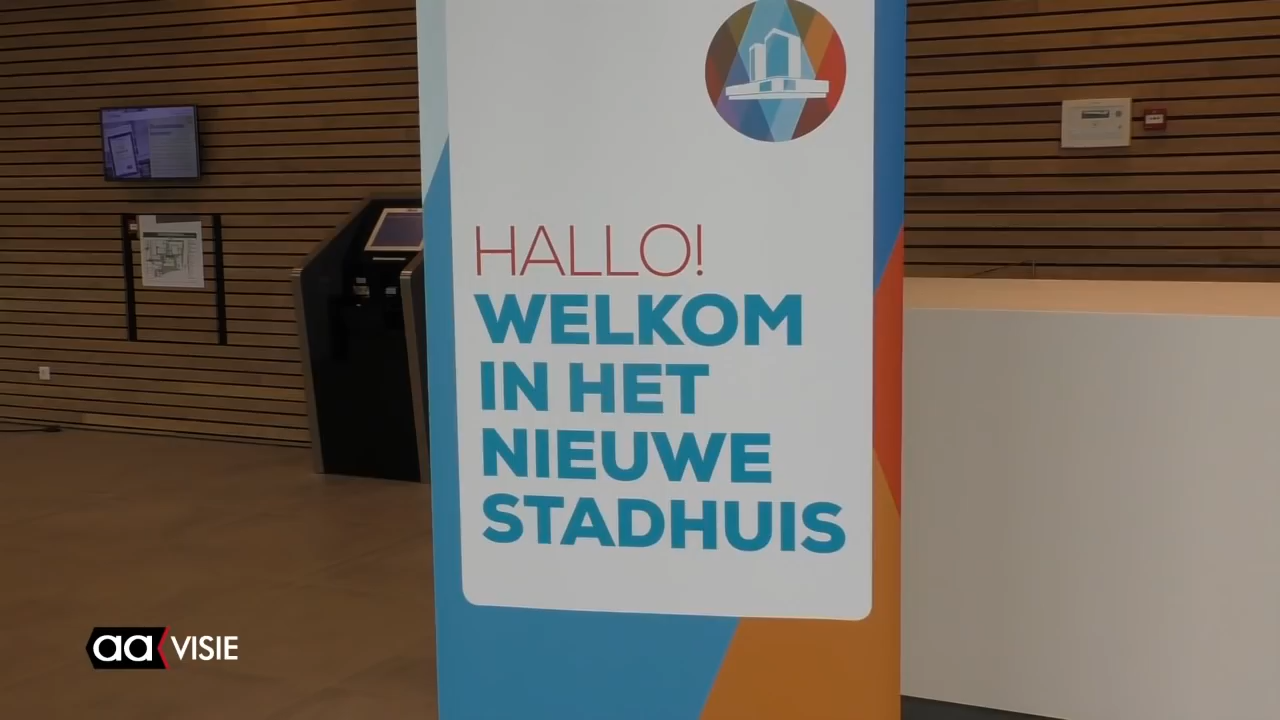 HALLO!
WELKOM
IN HET
NIEUWE
STADHUIS
aa VISIE